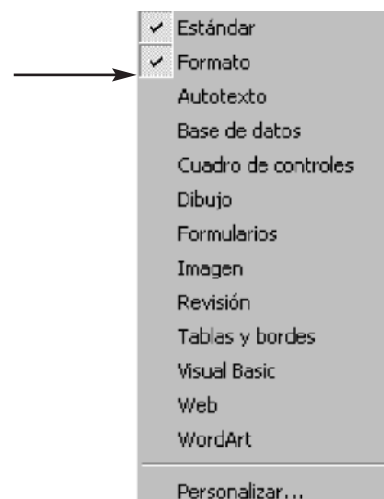 Estándar
Formato
Autotexto
Base de datos
Cuadro de controles
Dibujo
Formularios
Imagen
Revisión
Tablas y bordes
Visual Basic
Web
WordArt
Personalizar...